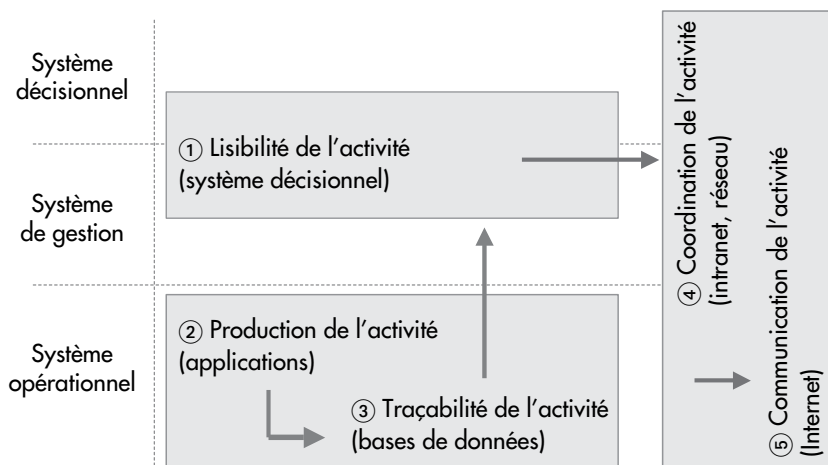 Système
décisionnel
① Lisibilité de l’activité
(système décisionnel)
Système
de gestion
② Production de l’activité
(applications)
Système
opérationnel
③ Traçabilité de l’activité
(bases de données)
④ Coordination de l’activité
(intranet, réseau)
⑤ Communication de l’activité
(Internet)